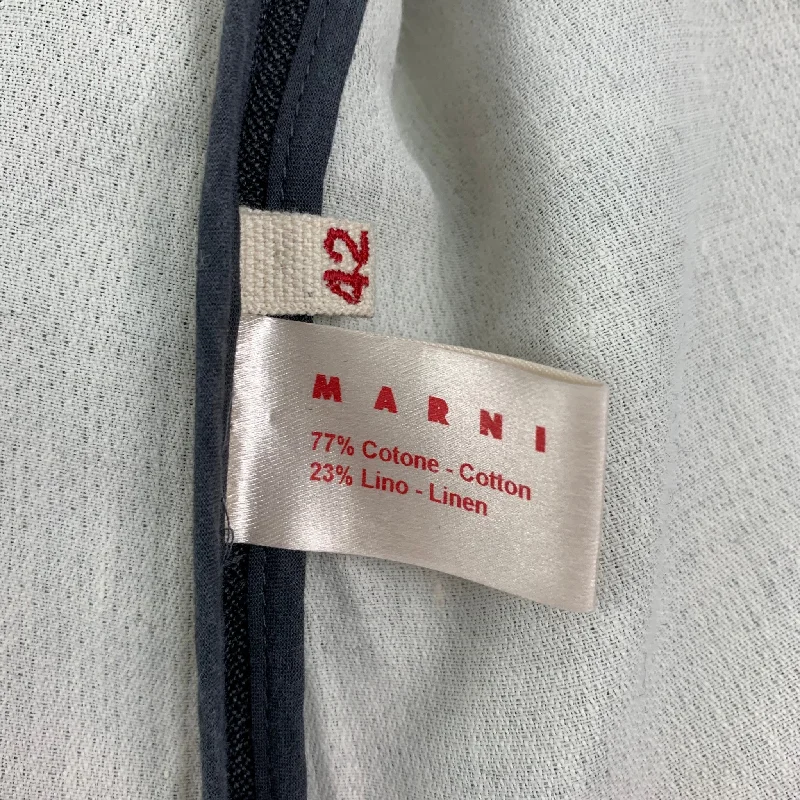 42
MARNI
77% Cotone - Cotton
23% Lino - Linen